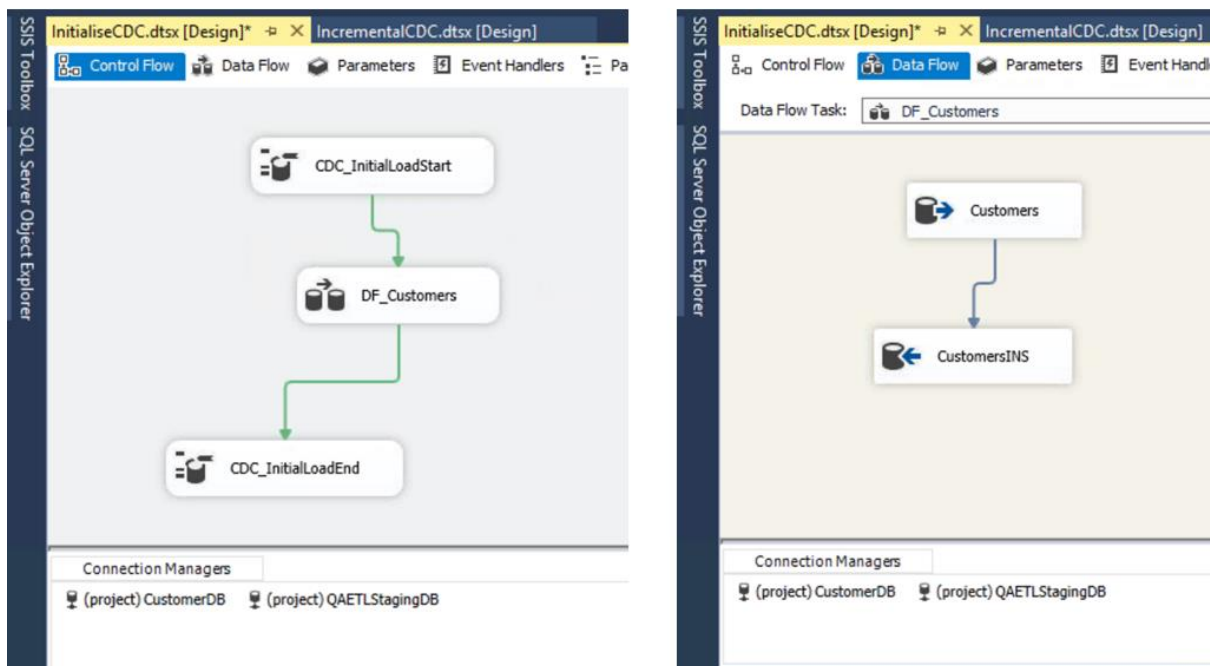 InitialiseCDC.dtsx [Design]* IncrementalCDC.dtsx [Design]
Control Flow Data Flow Parameters Event Handlers Pa
SSIS Toolbox
SQL Server Object Explorer
CDC_InitialLoadStart
DF_Customers
CDC_InitialLoadEnd
Connection Managers
(project) CustomerDB (project) QAETLStagingDB
InitialiseCDC.dtsx [Design]* IncrementalCDC.dtsx [Design]
Control Flow Data Flow Parameters Event Handl
SSIS Toolbox
SQL Server Object Explorer
Data Flow Task: DF_Customers
Customers
CustomersINS
Connection Managers
(project) CustomerDB (project) QAETLStagingDB